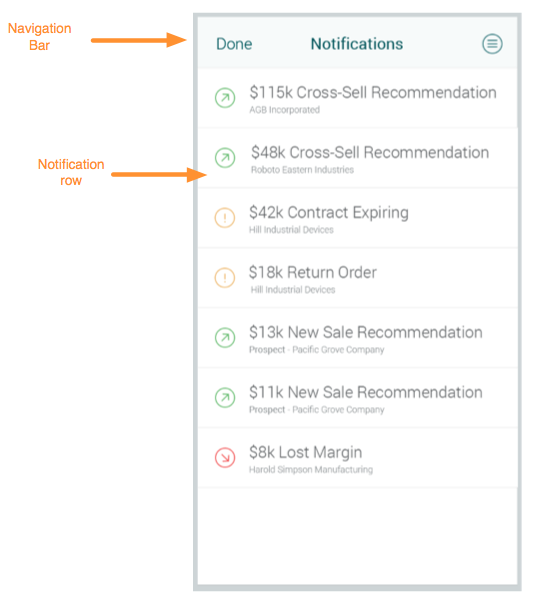 Navigation
Bar
Done Notifications
$115k Cross-Sell Recommendation
AGB Incorporated
Notification
row
$48k Cross-Sell Recommendation
Roboto Eastern Industries
$42k Contract Expiring
Hill Industrial Devices
$18k Return Order
Hill Industrial Devices
$13k New Sale Recommendation
Prospect - Pacific Grove Company
$11k New Sale Recommendation
Prospect - Pacific Grove Company
$8k Lost Margin
Harold Simpson Manufacturing